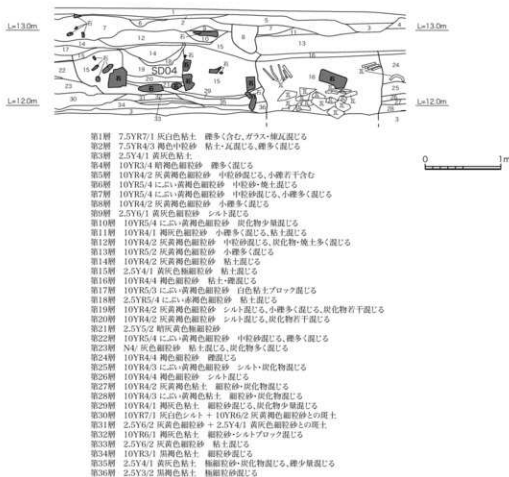 L=13.0m
L=13.0m
SD04
L=12.0m
L=12.0m
0 1m
第1層 7.5YR7/1 灰白色粘土 礫多く含む、ガラス・煉瓦混じる
第2層 7.5YR4/3 褐色中粒砂 粘土・瓦混じる、礫多く混じる
第3層 2.5Y4/1 黄灰色粘土
第4層 10YR3/4 暗褐色細粒砂 礫多く混じる
第5層 10YR4/2 灰黄褐色細粒砂 中粒砂混じる、小礫若干含む
第6層 10YR5/4 にぶい黄褐色細粒砂 中粒砂・焼土混じる
第7層 10YR5/4 にぶい黄褐色細粒砂 中粒砂混じる、小礫多く混じる
第8層 10YR4/2 灰黄褐色細粒砂 小礫多く混じる
第9層 2.5Y6/1 黄灰色細粒砂 シルト混じる
第10層 10YR5/4 にぶい黄褐色細粒砂 炭化物少量混じる
第11層 10YR4/1 褐灰色細粒砂 小礫多く混じる、粘土混じる
第12層 10YR4/2 灰黄褐色細粒砂 中粒砂混じる、炭化物・焼土多く混じる
第13層 10YR5/2 灰黄褐色細粒砂 小礫多く混じる
第14層 10YR4/2 灰黄褐色細粒砂 粘土混じる
第15層 2.5Y4/1 黄灰色極細粒砂 粘土混じる
第16層 10YR4/4 褐色細粒砂 粘土・礫混じる
第17層 10YR5/3 にぶい黄褐色細粒砂 白色粘土ブロック混じる
第18層 2.5YR5/4 にぶい赤褐色細粒砂 粘土混じる
第19層 10YR4/2 灰黄褐色細粒砂 シルト混じる、小礫多く混じる、炭化物若干混じる
第20層 10YR4/2 灰黄褐色細粒砂 シルト混じる、炭化物若干混じる
第21層 2.5Y5/2 暗灰黄色極細粒砂
第22層 10YR5/4 にぶい黄褐色細粒砂 中粒砂混じる、礫多く混じる
第23層 N4/ 灰色細粒砂 粘土混じる、炭化物多く混じる
第24層 10YR4/4 褐色細粒砂 礫混じる
第25層 10YR4/3 にぶい黄褐色細粒砂 シルト・炭化物混じる
第26層 10YR4/4 褐色細粒砂 シルト混じる
第27層 10YR4/2 灰黄褐色粘土 細粒砂・炭化物混じる
第28層 10YR4/3 にぶい黄褐色粘土 細粒砂・炭化物混じる
第29層 10YR4/1 褐灰色粘土 細粒砂混じる、炭化物少量混じる
第30層 10YR7/1 灰白色シルト + 10YR6/2 灰黄褐色細粒砂との斑土
第31層 2.5Y6/2 灰黄色細粒砂 + 2.5Y4/1 黄灰色細粒砂との斑土
第32層 10YR6/1 褐灰色粘土 細粒砂・シルトブロック混じる
第33層 2.5Y6/2 灰黄色細粒砂 粘土混じる
第34層 10YR3/1 黒褐色粘土 細粒砂混じる
第35層 2.5Y4/1 黄灰色粘土 極細粒砂・炭化物混じる、礫少量混じる
第36層 2.5Y3/2 黒褐色粘土 極細粒砂混じる